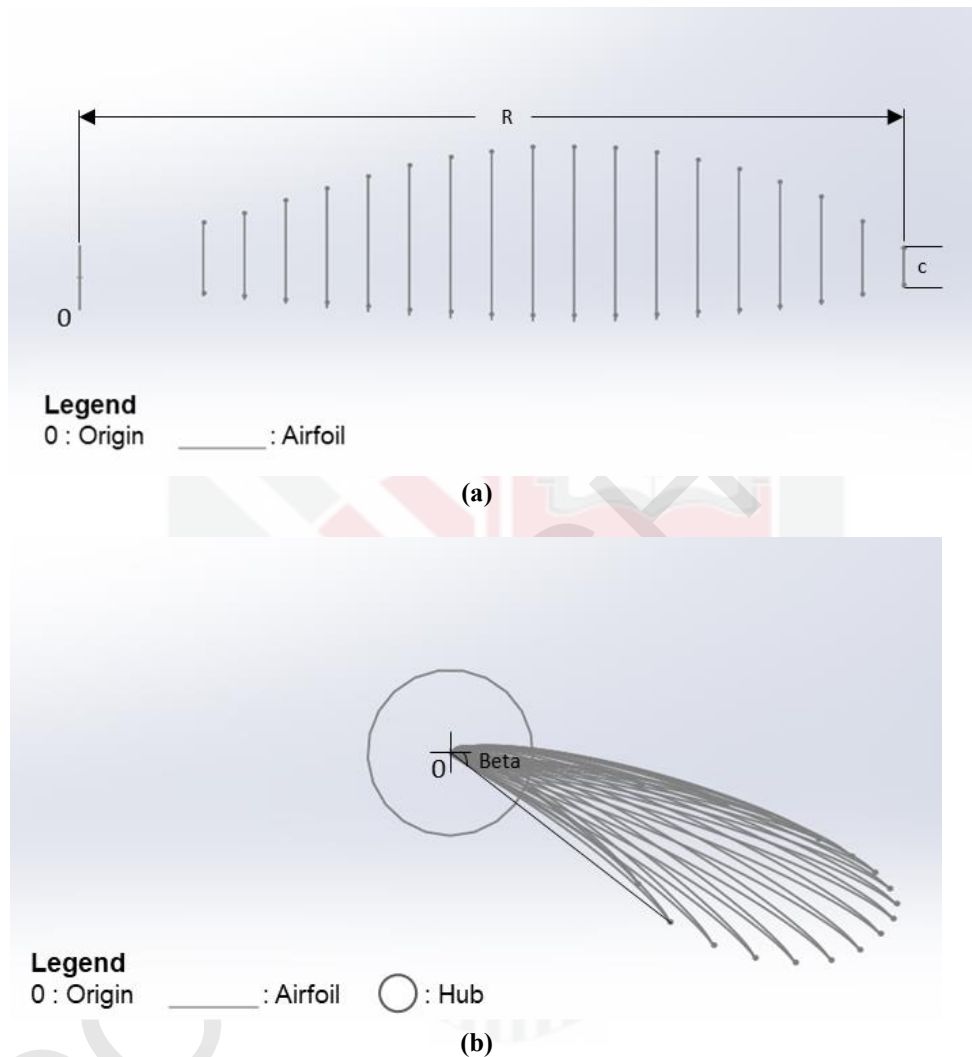 R
c
0
Legend
0 : Origin : Airfoil
(a)
0 Beta
Legend
0 : Origin : Airfoil : Hub
(b)